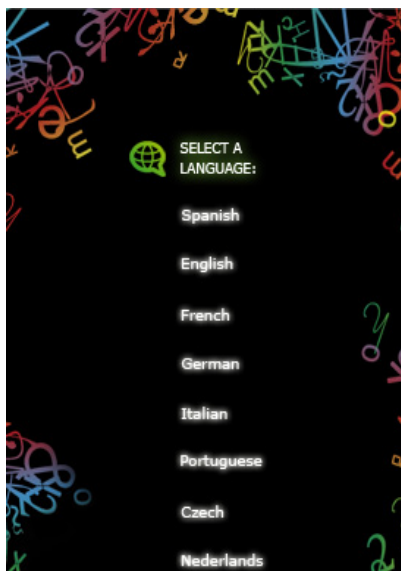 SELECT A
LANGUAGE:
Spanish
English
French
German
Italian
Portuguese
Czech
Nederlands